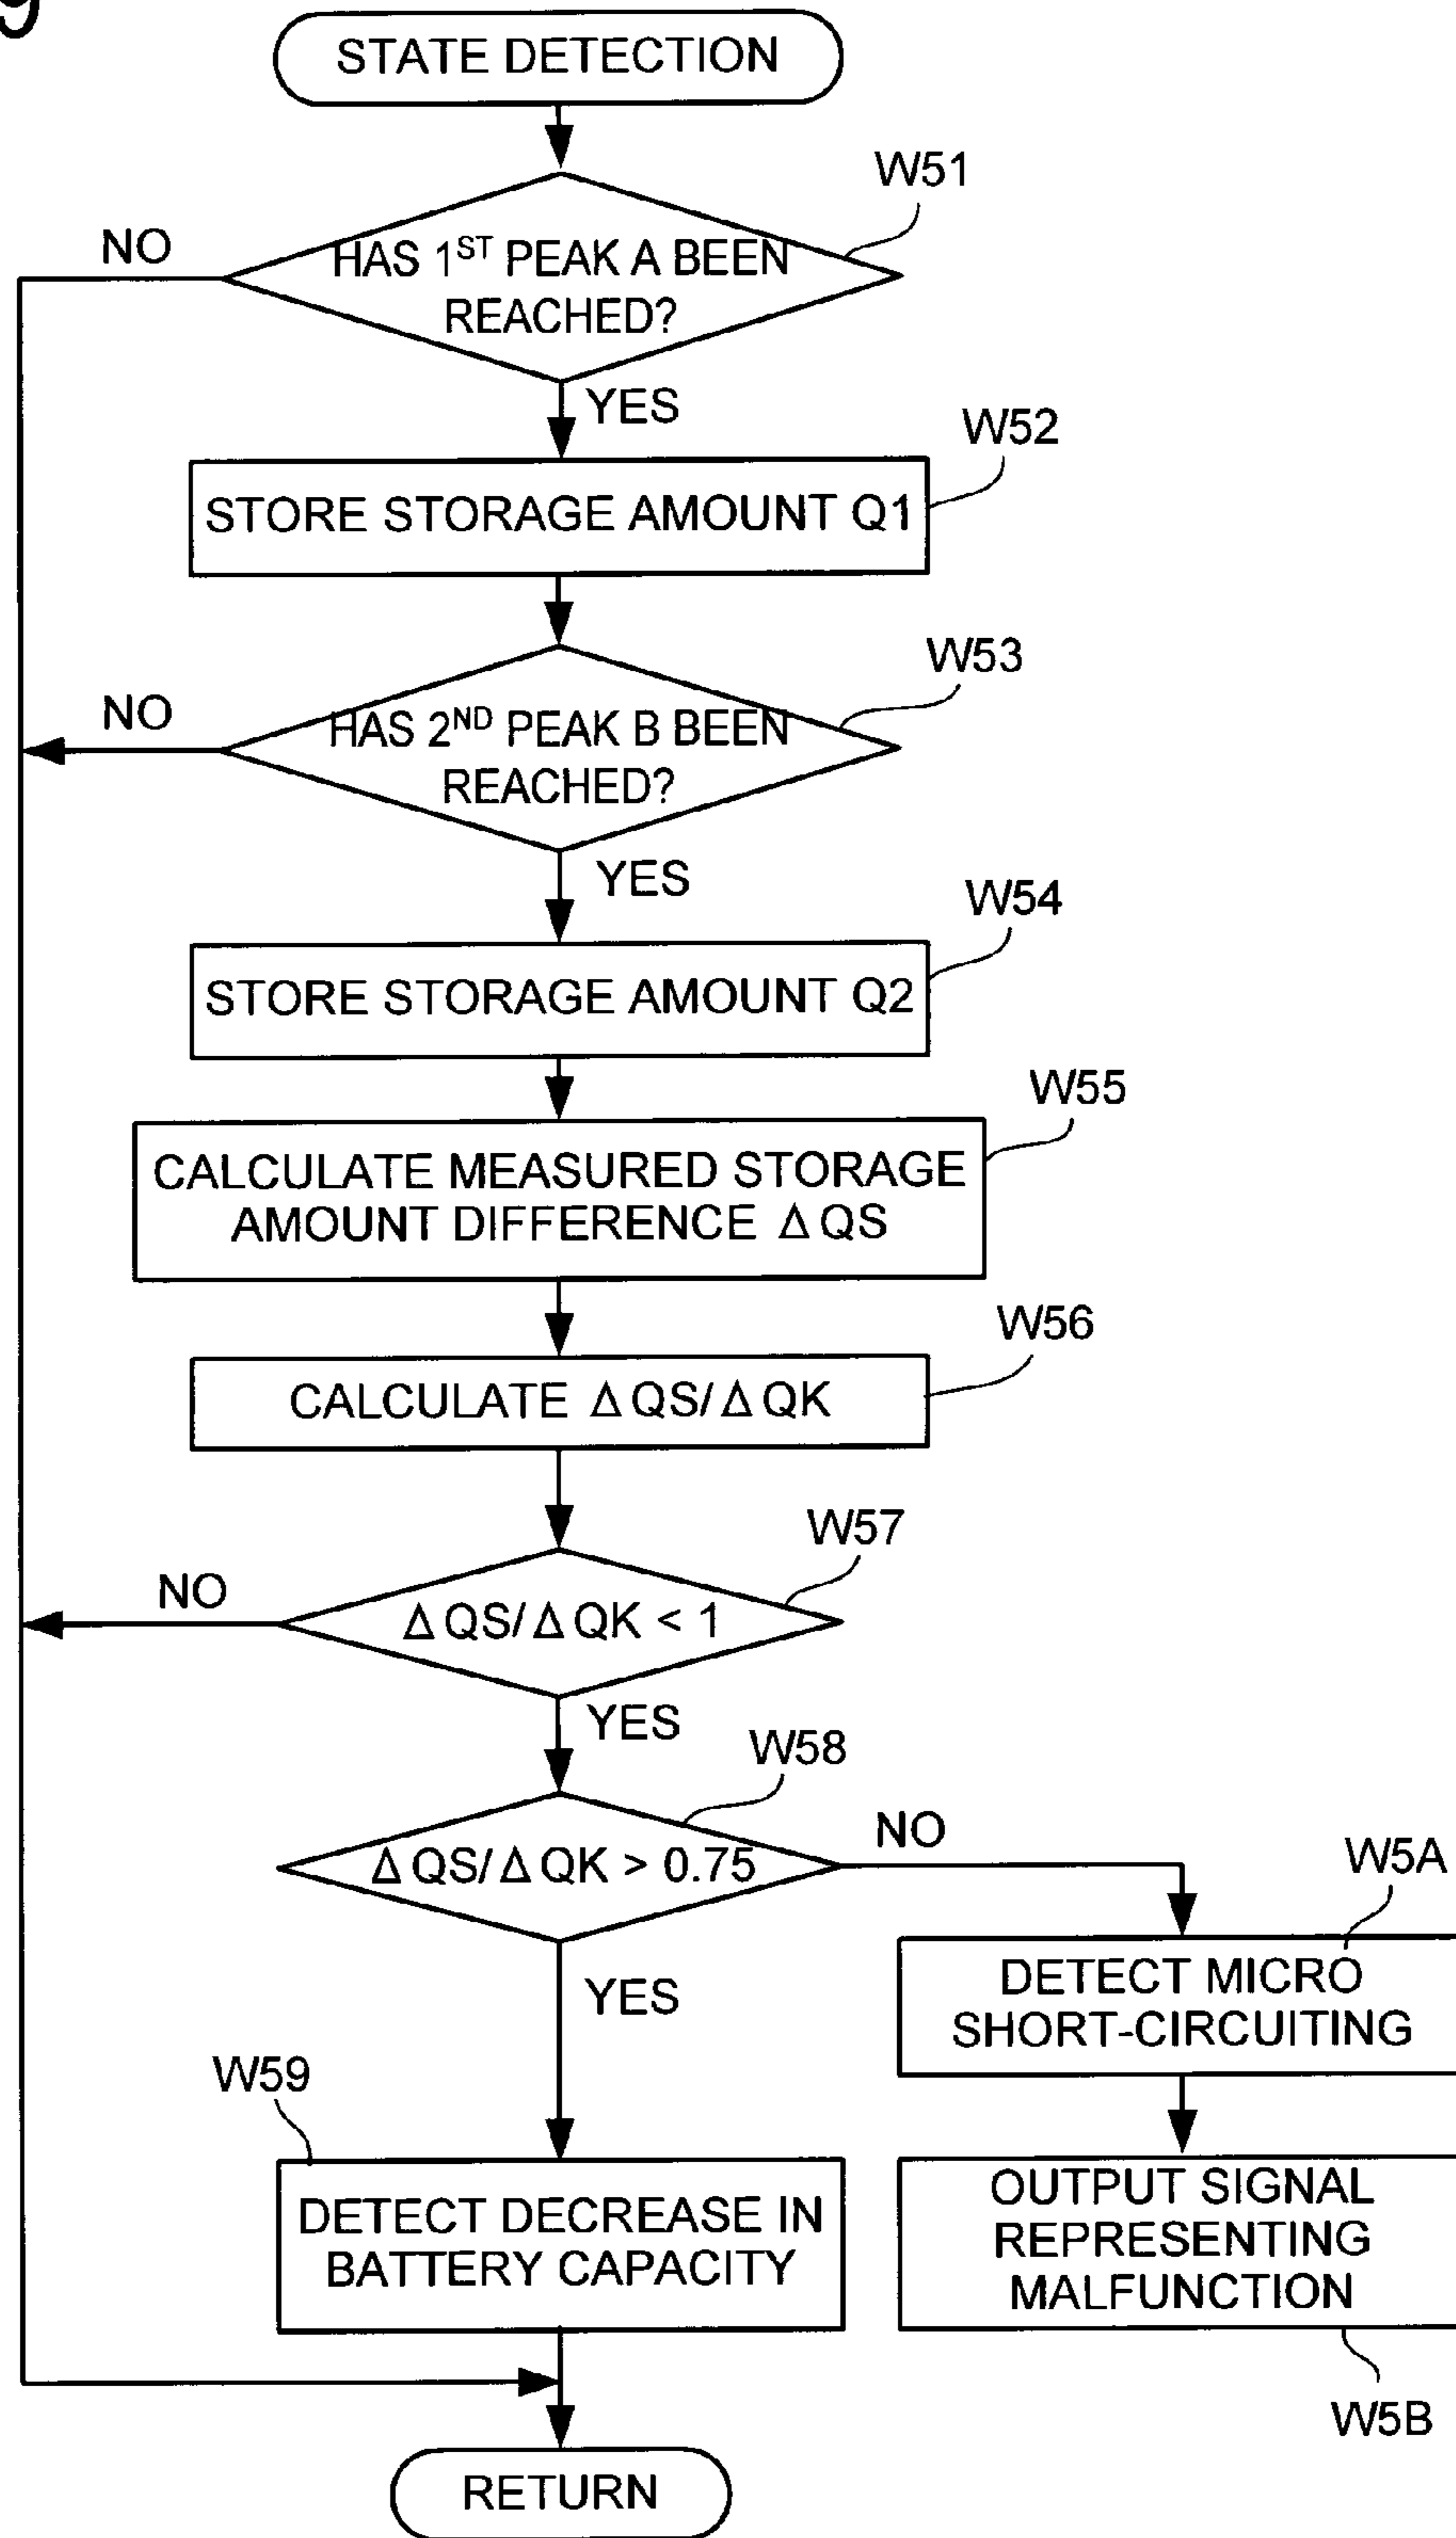 9
STATE DETECTION
W51
NO
HAS 1ST PEAK A BEEN
REACHED?
YES
W52
STORE STORAGE AMOUNT Q1
W53
NO
HAS 2ND PEAK B BEEN
REACHED?
YES
W54
STORE STORAGE AMOUNT Q2
W55
CALCULATE MEASURED STORAGE
AMOUNT DIFFERENCE ΔQS
W56
CALCULATE ΔQS/ΔQK
W57
NO
ΔQS/ΔQK < 1
YES
W58
NO
ΔQS/ΔQK > 0.75
W5A
YES
DETECT MICRO
SHORT-CIRCUITING
W59
DETECT DECREASE IN
BATTERY CAPACITY
OUTPUT SIGNAL
REPRESENTING
MALFUNCTION
W5B
RETURN